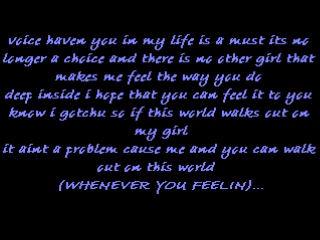 voice haven you in my life is a must its no
longer a choice and there is no other girl that
makes me feel the way you do
deep inside i hope that you can feel it to you
know i gotchu so if this world walks out on
my girl
it aint a problem cause me and you can walk
out on this world
(WHENEVER YOU FEELIN)...